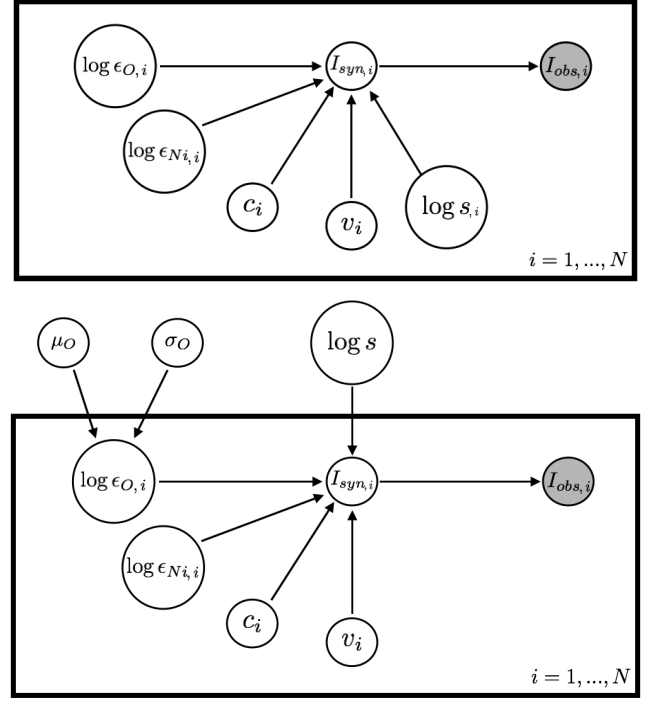 log ϵ_{O,i}
I_{syn,i}
I_{obs,i}
log ϵ_{Ni,i}
c_i
v_i
log s_{,i}
i = 1, ..., N
μ_O
σ_O
log s
log ϵ_{O,i}
I_{syn,i}
I_{obs,i}
log ϵ_{Ni,i}
c_i
v_i
i = 1, ..., N